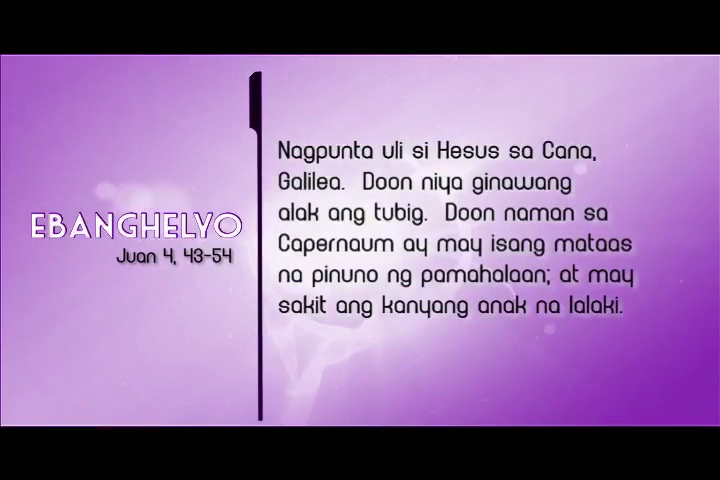 EBANGHELYO
Juan 4, 43-54
Nagpunta uli si Hesus sa Cana,
Galilea. Doon niya ginawang
alak ang tubig. Doon naman sa
Capernaum ay may isang mataas
na pinuno ng pamahalaan; at may
sakit ang kanyang anak na lalaki.